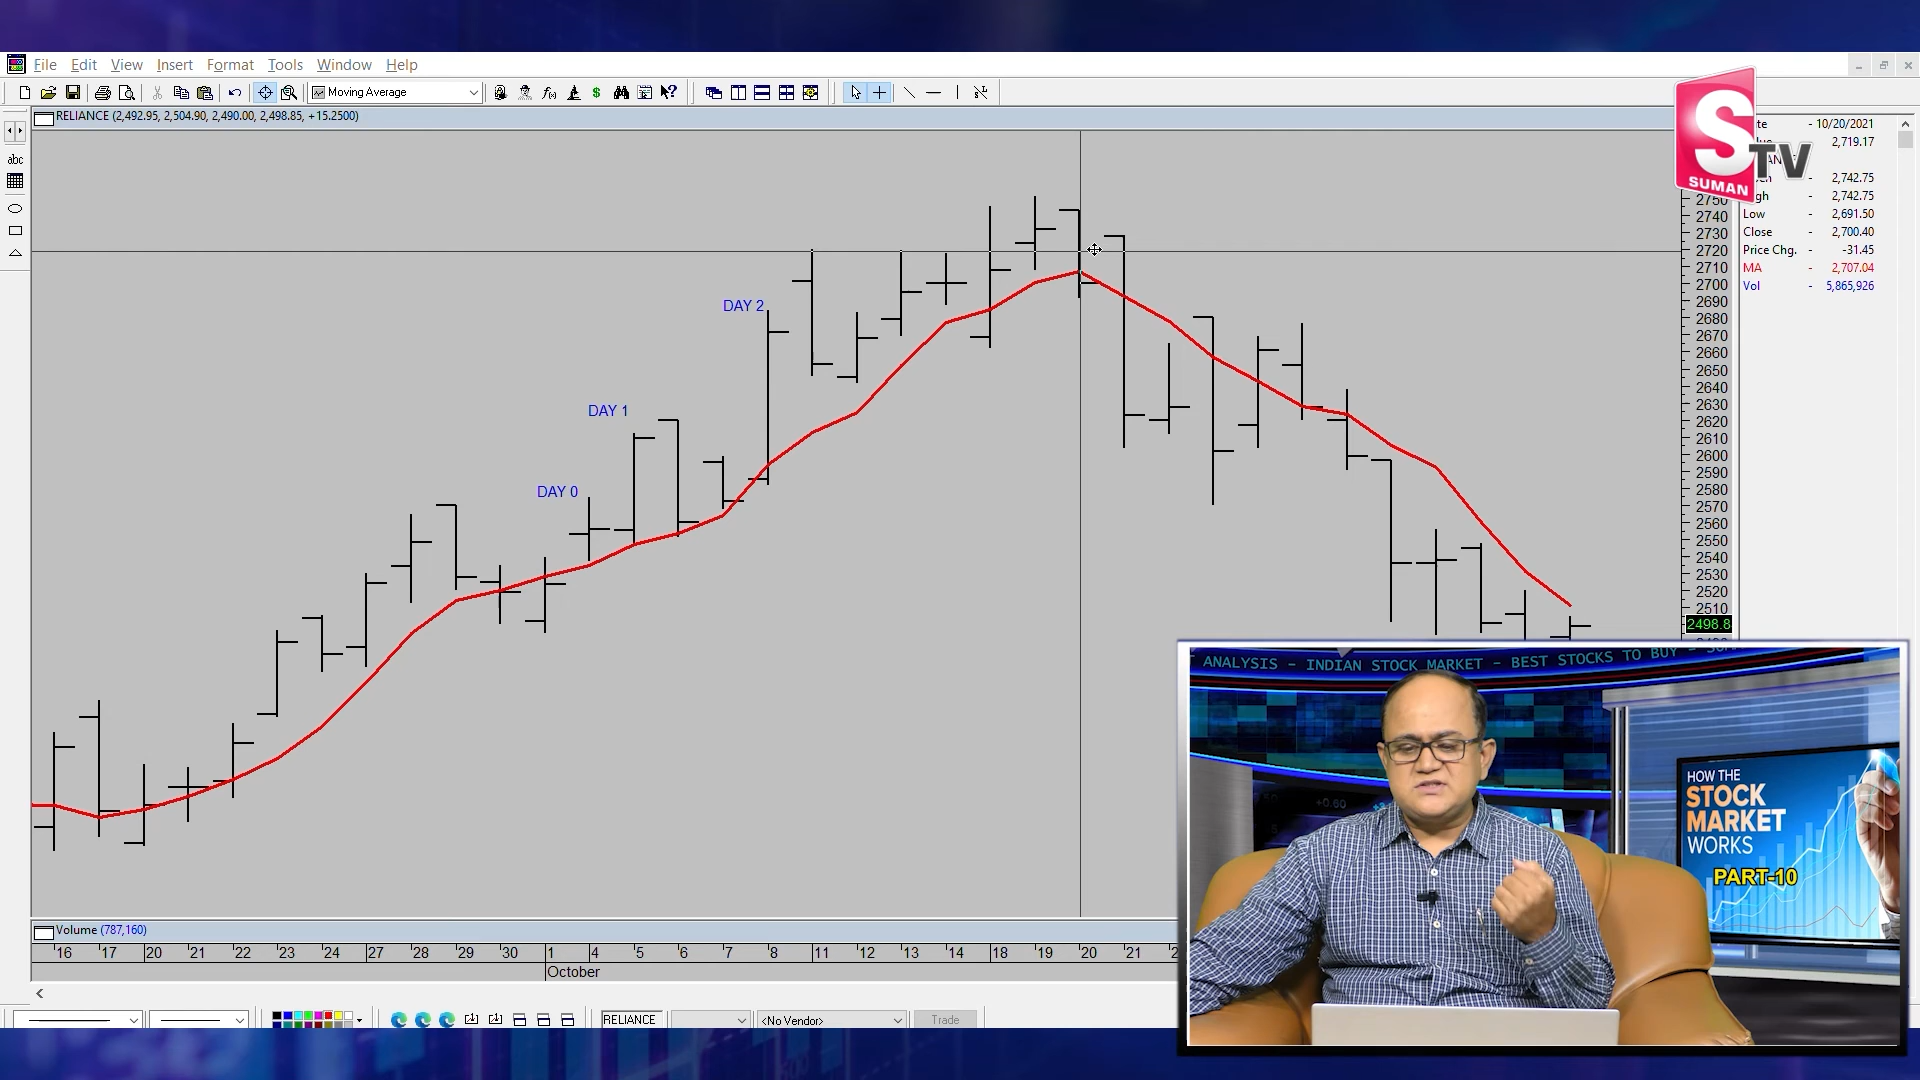 File Edit View Insert Format Tools Window Help
Moving Average
RELIANCE (2,492.95, 2,504.90, 2,490.00, 2,498.85, +15.2500)
abc
S
TV
SUMAN
- 10/20/2021
2,719.17
- 2,742.75
- 2,742.75
Low - 2,691.50
Close - 2,700.40
Price Chg. - -31.45
MA - 2,707.04
Vol - 5,865,926
2750
2740
2730
2720
2710
2700
2690
2680
2670
2660
2650
2640
2630
2620
2610
2600
2590
2580
2570
2560
2550
2540
2530
2520
2510
2498.8
DAY 2
DAY 1
DAY 0
ANALYSIS - INDIAN STOCK MARKET - BEST STOCKS TO BUY -
HOW THE
STOCK
MARKET
WORKS
PART-10
Volume (787,160)
16 17 20 21 22 23 24 27 28 29 30 1 4 5 6 7 8 11 12 13 14 18 19 20 21
October
RELIANCE
<No Vendor>
Trade